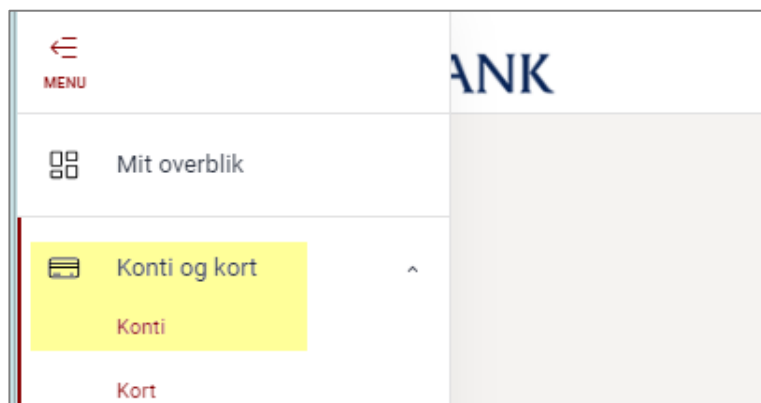 MENU
ANK
Mit overblik
Konti og kort
Konti
Kort